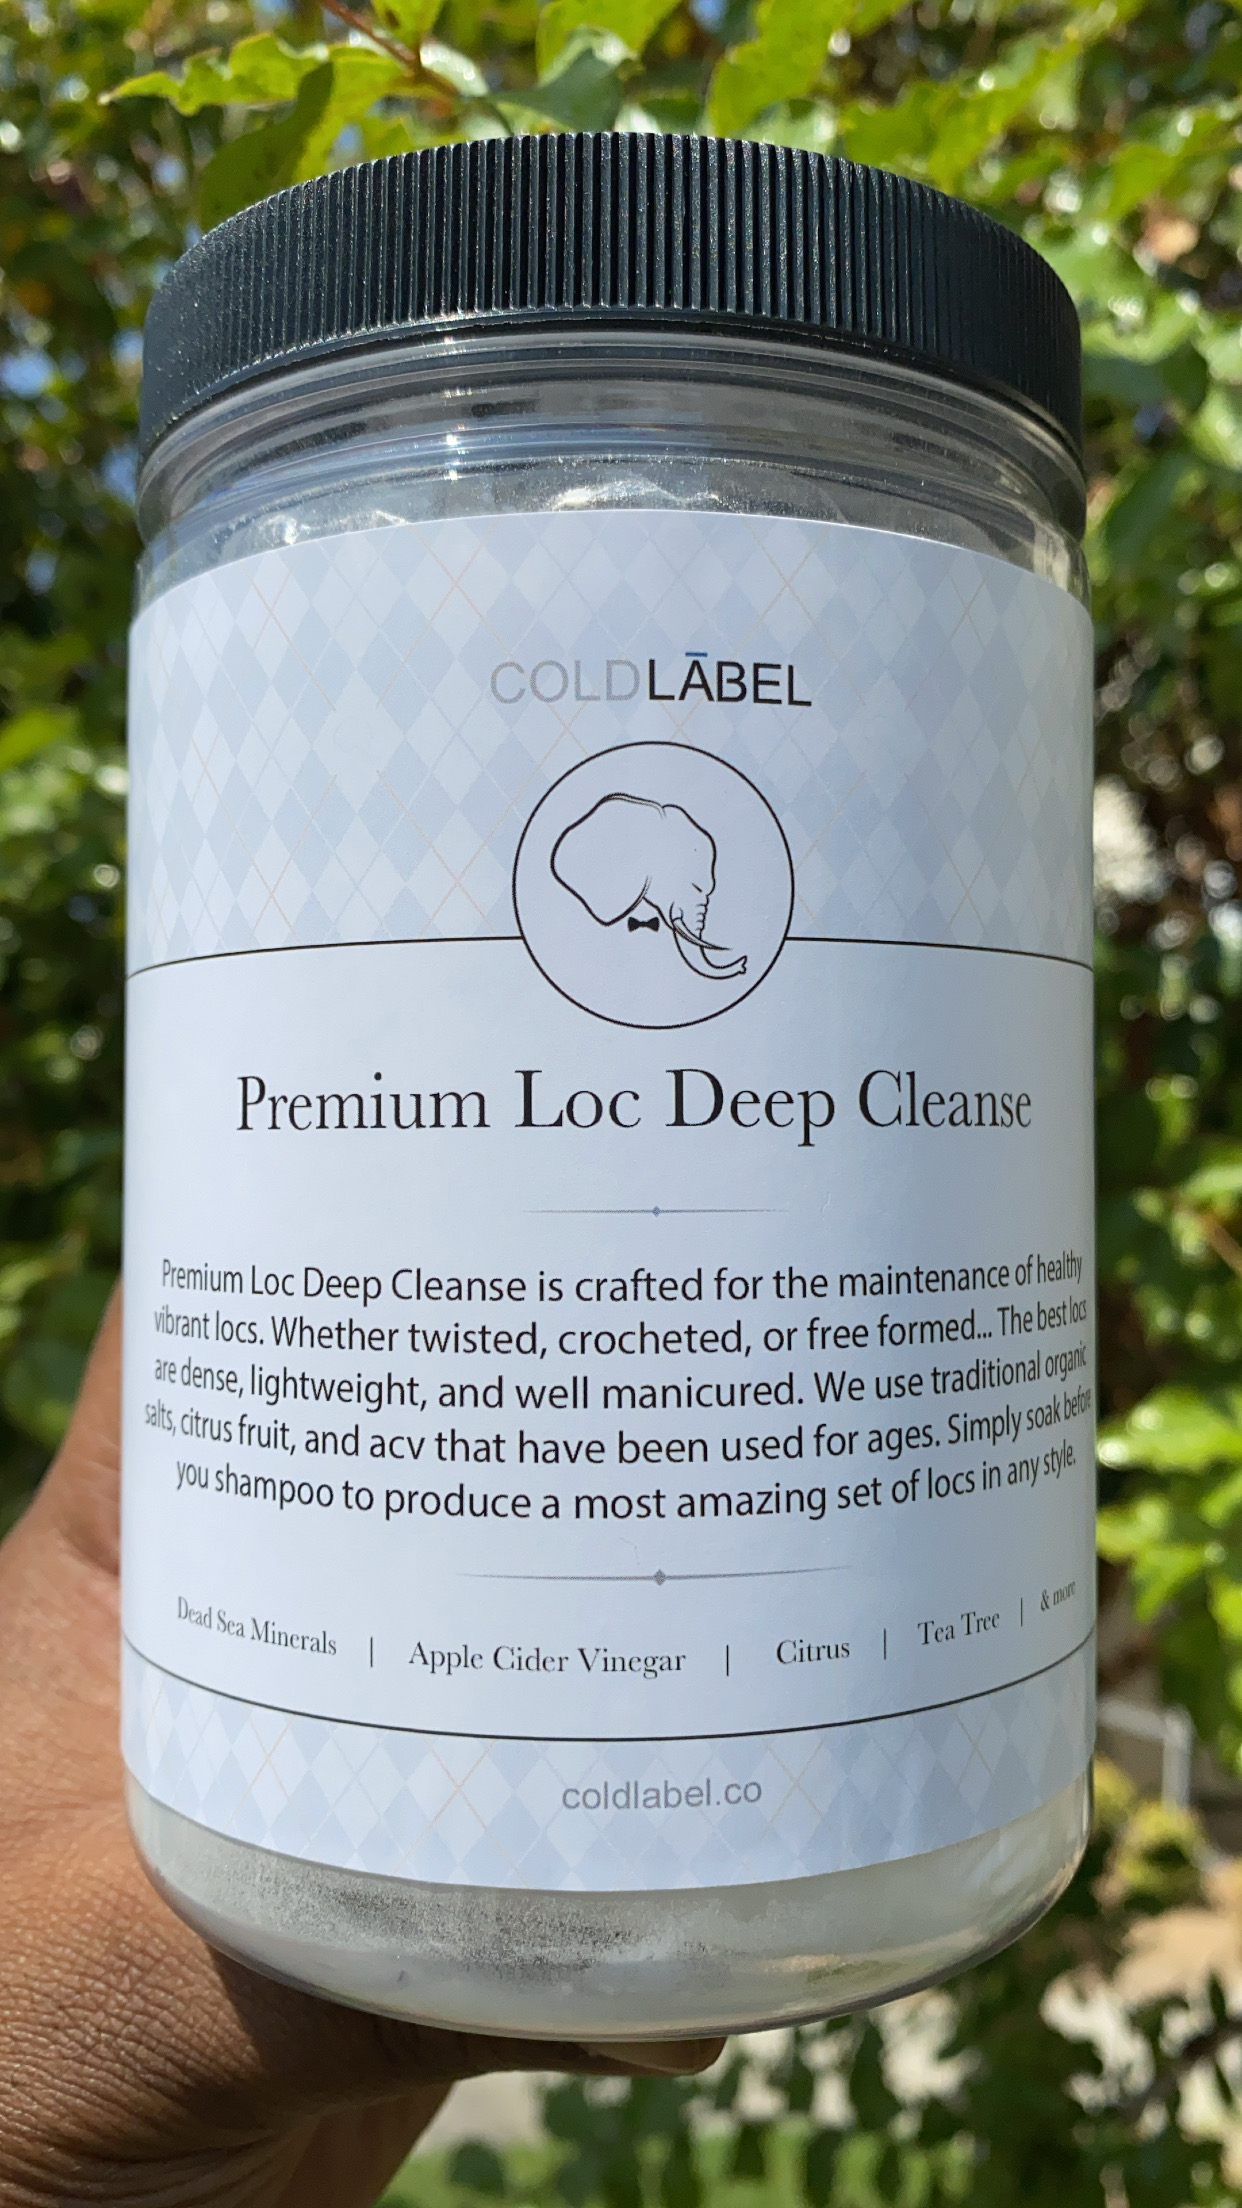 COLDLĀBEL
Premium Loc Deep Cleanse
Premium Loc Deep Cleanse is crafted for the maintenance of healthy
vibrant locs. Whether twisted, crocheted, or free formed... The best locs
are dense, lightweight, and well manicured. We use traditional organic
salts, citrus fruit, and acv that have been used for ages. Simply soak before
you shampoo to produce a most amazing set of locs in any style.
Dead Sea Minerals | Apple Cider Vinegar | Citrus | Tea Tree | & more
coldlabel.co